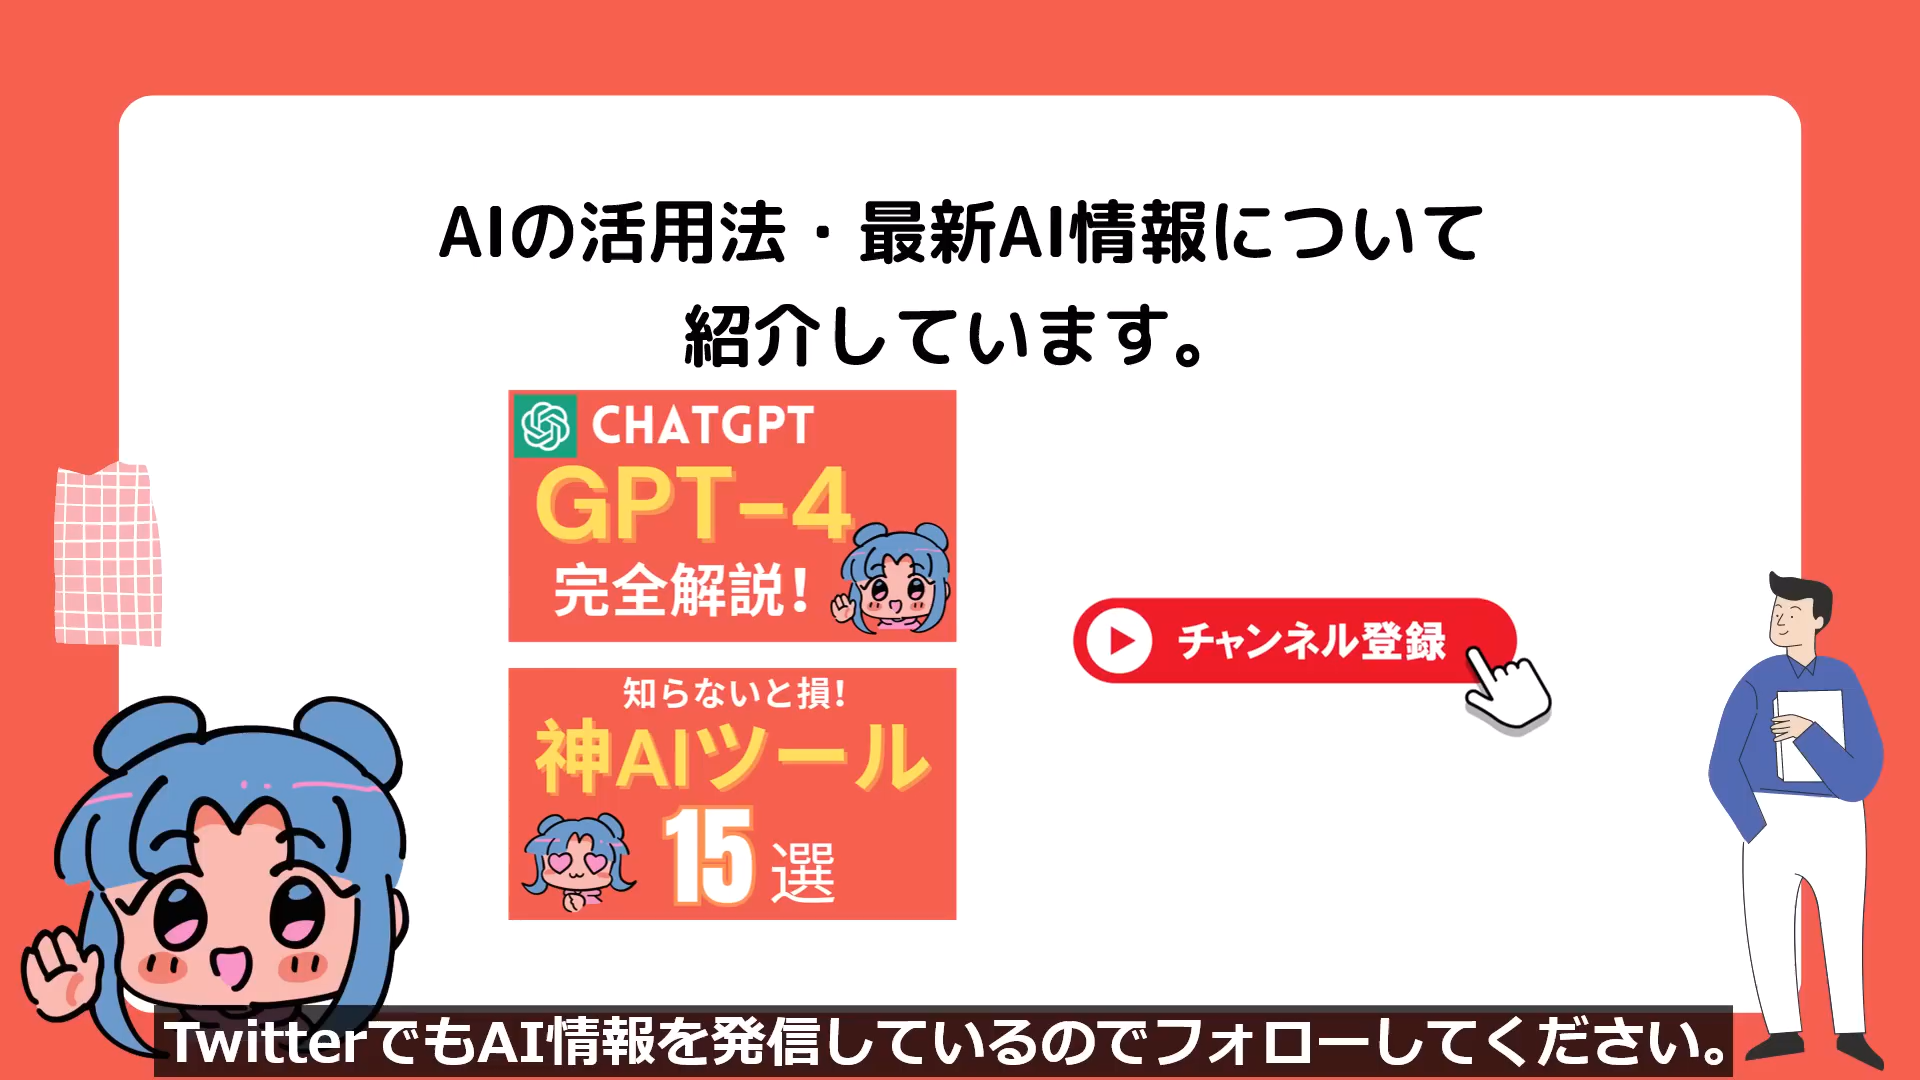 AIの活用法・最新AI情報について
紹介しています。
CHATGPT
GPT-4
完全解説!
知らないと損!
神AIツール
15選
チャンネル登録
TwitterでもAI情報を発信しているのでフォローしてください。